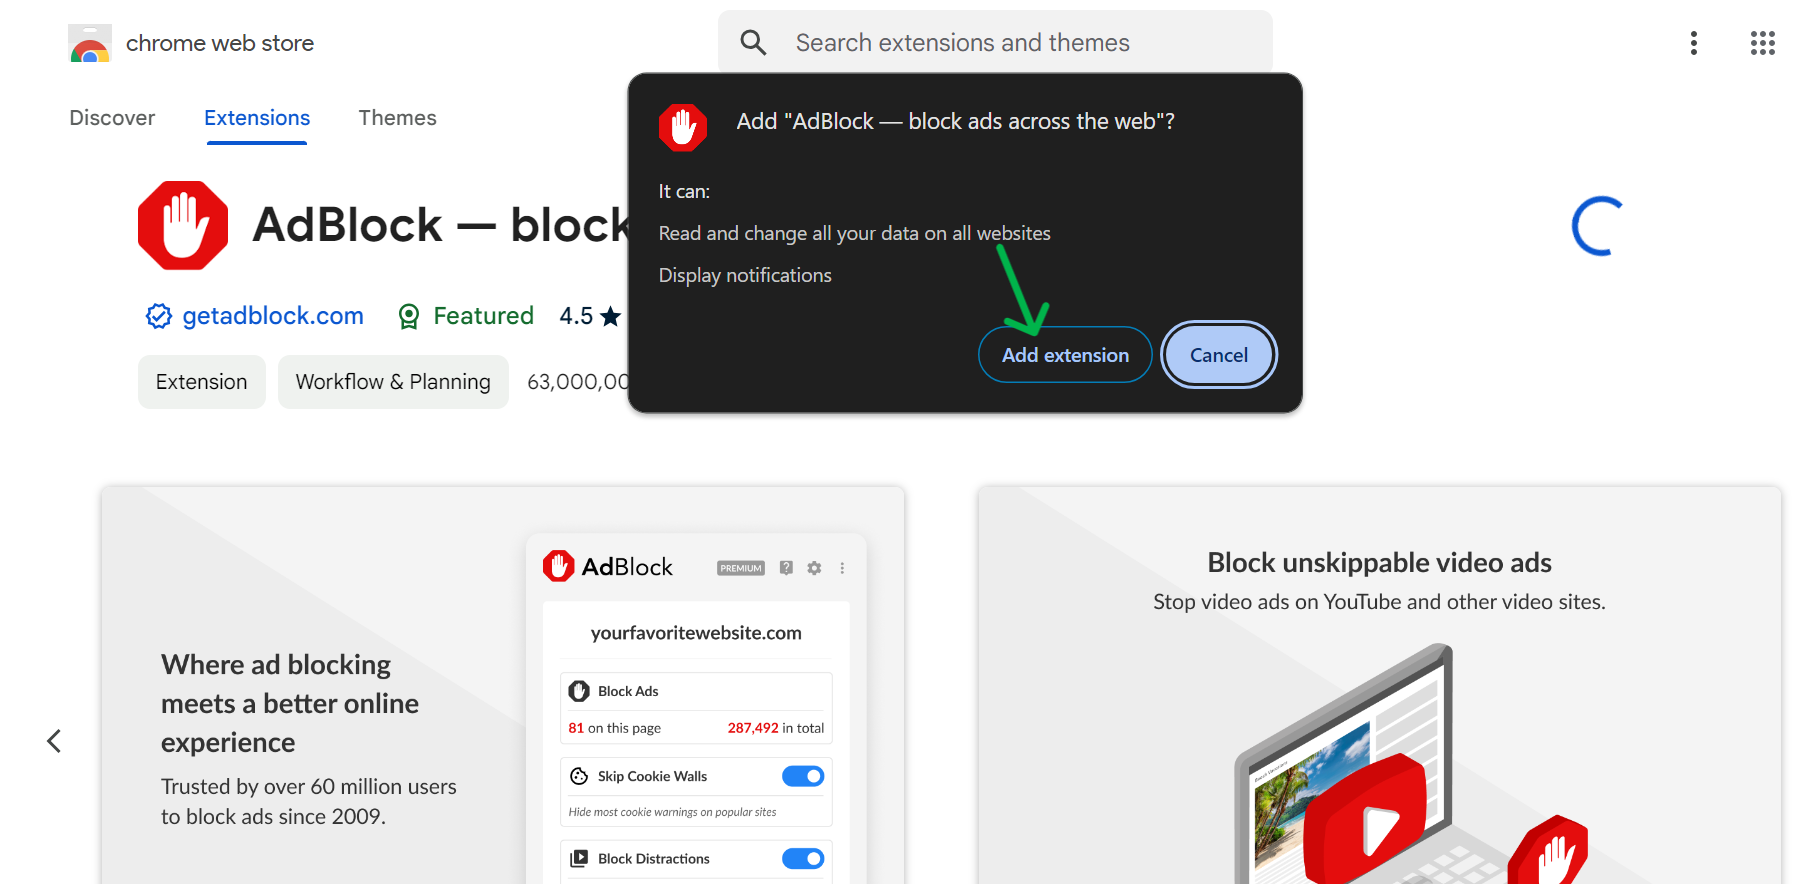 chrome web store
Search extensions and themes
Discover
Extensions
Themes
Add "AdBlock — block ads across the web"?
It can:
Read and change all your data on all websites
Display notifications
Add extension
Cancel
AdBlock — block
getadblock.com
Featured
4.5
Extension
Workflow & Planning
63,000,00
Where ad blocking
meets a better online
experience
Trusted by over 60 million users
to block ads since 2009.
AdBlock
PREMIUM
yourfavoritewebsite.com
Block Ads
81 on this page
287,492 in total
Skip Cookie Walls
Hide most cookie warnings on popular sites
Block Distractions
Block unskippable video ads
Stop video ads on YouTube and other video sites.